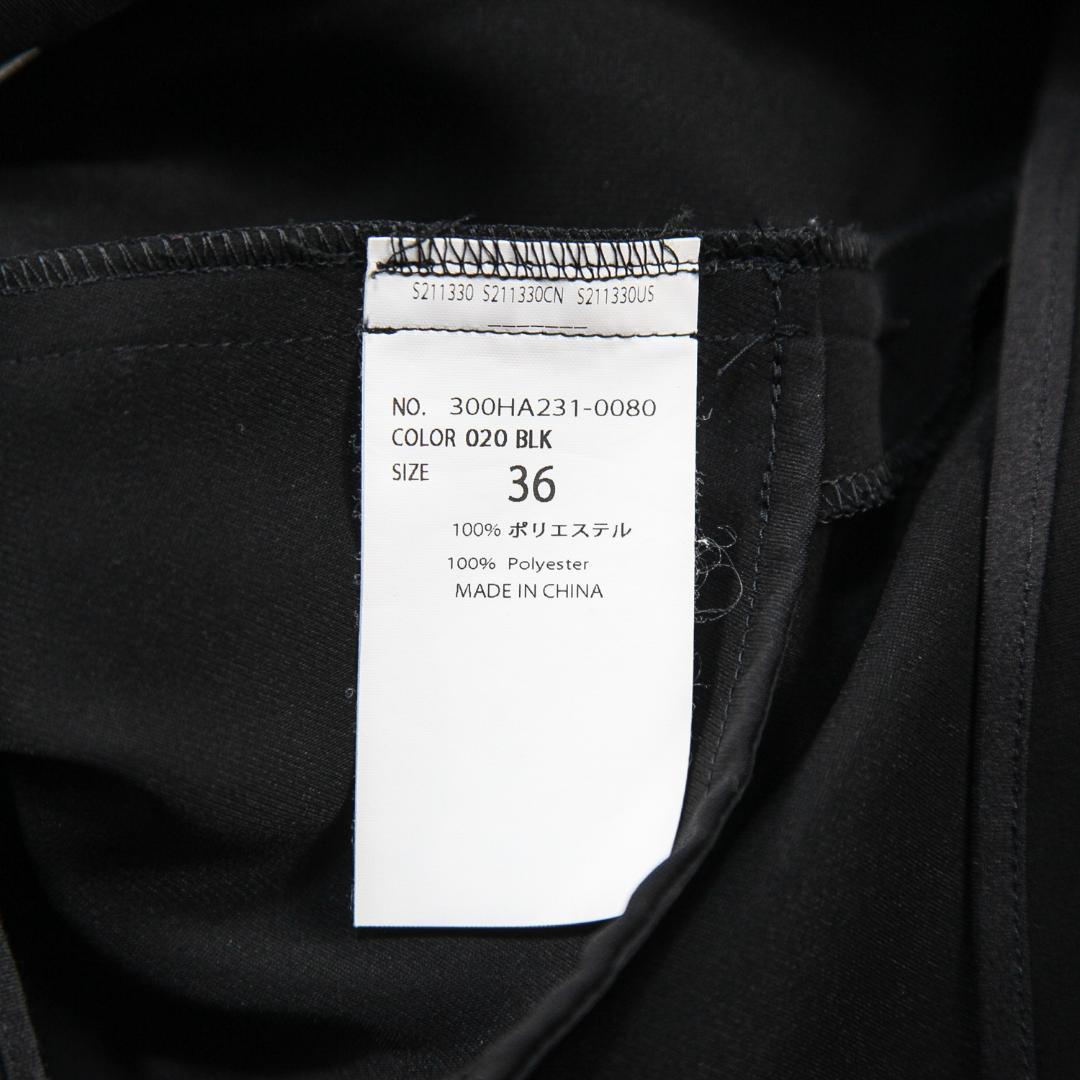 S211330 S211330CN S211330US
NO. 300HA231-0080
COLOR 020 BLK
SIZE 36
100% ポリエステル
100% Polyester
MADE IN CHINA